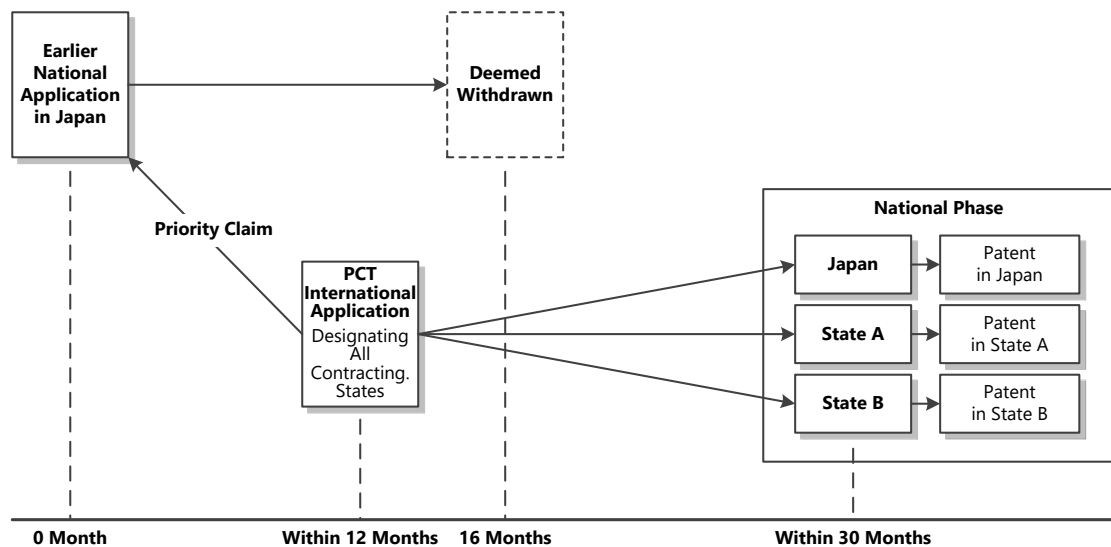 Earlier
National
Application
in Japan
Deemed
Withdrawn
Priority Claim
PCT
International
Application
Designating
All
Contracting.
States
National Phase
Japan
Patent
in Japan
State A
Patent
in State A
State B
Patent
in State B
0 Month
Within 12 Months
16 Months
Within 30 Months